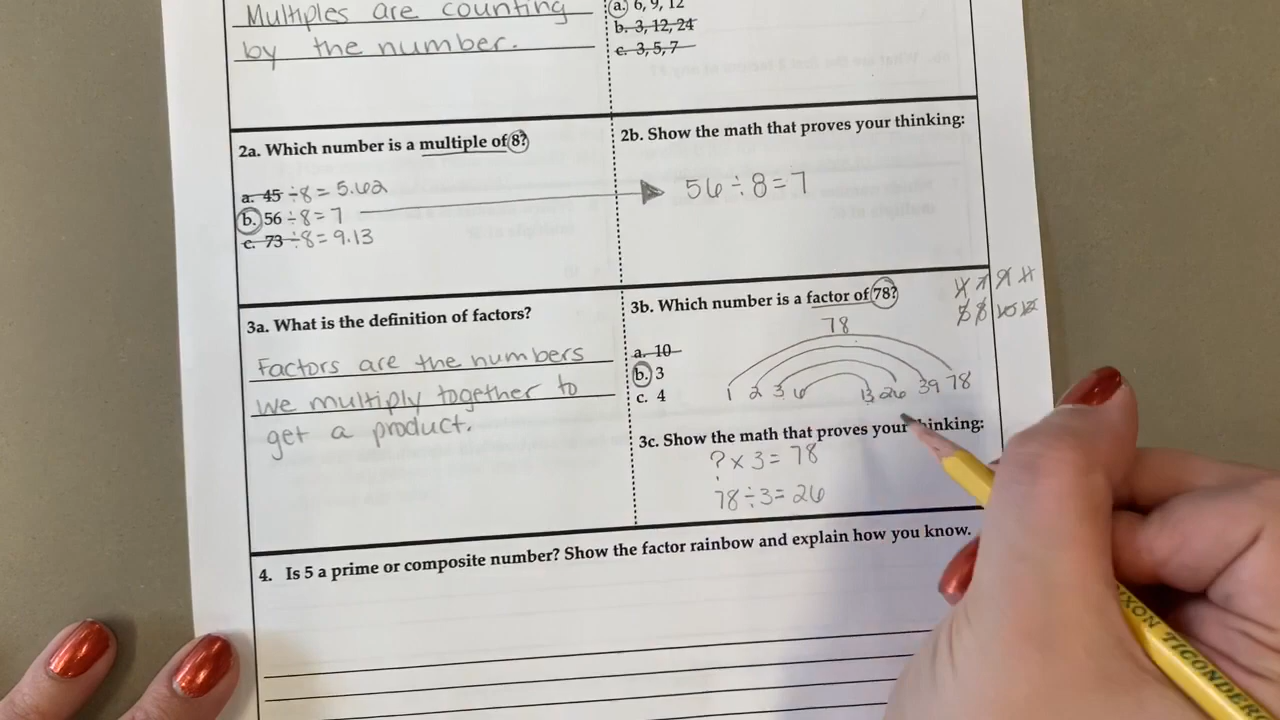 Multiples are counting
by the number.
a. 6, 9, 12
b. 3, 12, 24
c. 3, 5, 7
2a. Which number is a multiple of 8?
a. 45 ÷8 = 5.62
b. 56 ÷8 = 7
c. 73 ÷8 = 9.13
2b. Show the math that proves your thinking:
56 ÷ 8 = 7
3a. What is the definition of factors?
Factors are the numbers
we multiply together to
get a product.
3b. Which number is a factor of 78?
78
a. 10
b. 3
c. 4
1 2 3 6 13 26 39 78
3c. Show the math that proves your thinking:
? x 3 = 78
78 ÷ 3 = 26
4. Is 5 a prime or composite number? Show the factor rainbow and explain how you know.
DIXON TICONDEROGA